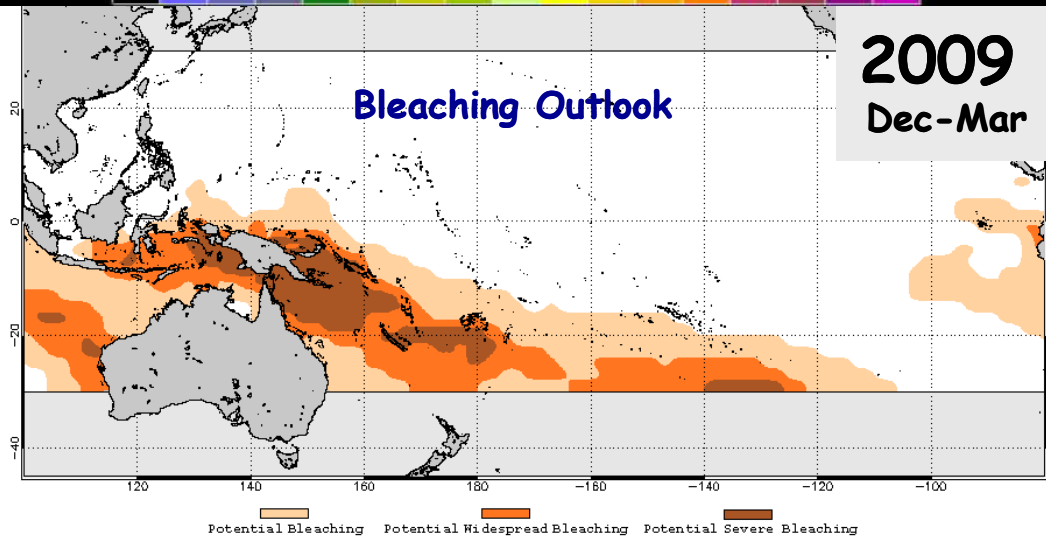 2009
Dec-Mar
Bleaching Outlook
20
0
-20
-40
120 140 160 180 -160 -140 -120 -100
Potential Bleaching Potential Widespread Bleaching Potential Severe Bleaching